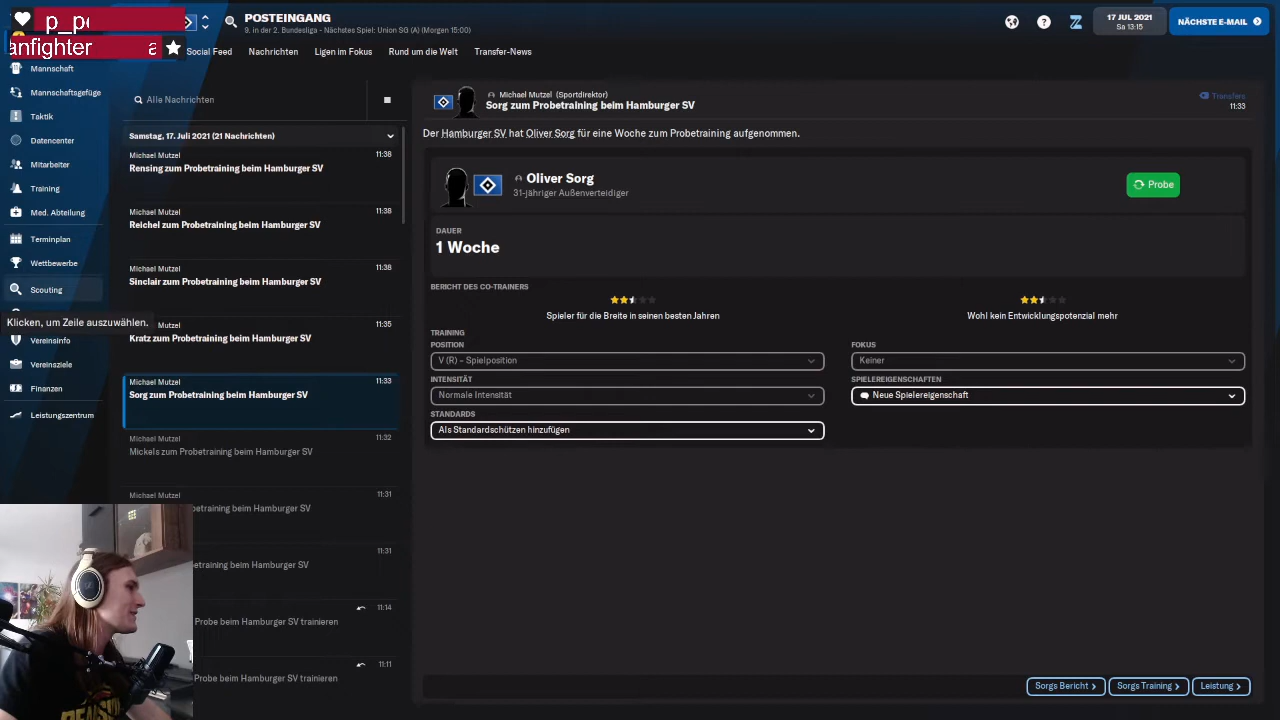 p_p
anfighter
a
POSTEINGANG
9. in der 2. Bundesliga - Nächstes Spiel: Union SG (A) (Morgen 15:00)
17 JUL 2021
Sa 13:15
NÄCHSTE E-MAIL
Social Feed
Nachrichten
Ligen im Fokus
Rund um die Welt
Transfer-News
Mannschaft
Mannschaftsgefüge
Taktik
Datencenter
Mitarbeiter
Training
Med. Abteilung
Terminplan
Wettbewerbe
Scouting
Klicken, um Zeile auszuwählen.
Vereinsinfo
Vereinsziele
Finanzen
Leistungszentrum
Alle Nachrichten
Samstag, 17. Juli 2021 (21 Nachrichten)
Michael Mutzel 11:38
Rensing zum Probetraining beim Hamburger SV
Michael Mutzel 11:38
Reichel zum Probetraining beim Hamburger SV
Michael Mutzel 11:38
Sinclair zum Probetraining beim Hamburger SV
Michael Mutzel 11:35
Kratz zum Probetraining beim Hamburger SV
Michael Mutzel 11:33
Sorg zum Probetraining beim Hamburger SV
Michael Mutzel 11:32
Mickels zum Probetraining beim Hamburger SV
Michael Mutzel 11:31
betraining beim Hamburger SV
11:31
etraining beim Hamburger SV
11:14
Probe beim Hamburger SV trainieren
11:11
Probe beim Hamburger SV trainieren
Michael Mutzel (Sportdirektor)
Sorg zum Probetraining beim Hamburger SV
Transfers
11:33
Der Hamburger SV hat Oliver Sorg für eine Woche zum Probetraining aufgenommen.
Oliver Sorg
31-jähriger Außenverteidiger
Probe
DAUER
1 Woche
BERICHT DES CO-TRAINERS
Spieler für die Breite in seinen besten Jahren
Wohl kein Entwicklungspotenzial mehr
TRAINING
POSITION
V (R) – Spielposition
FOKUS
Keiner
INTENSITÄT
Normale Intensität
SPIELEREIGENSCHAFTEN
Neue Spielereigenschaft
STANDARDS
Als Standardschützen hinzufügen
Sorgs Bericht
Sorgs Training
Leistung